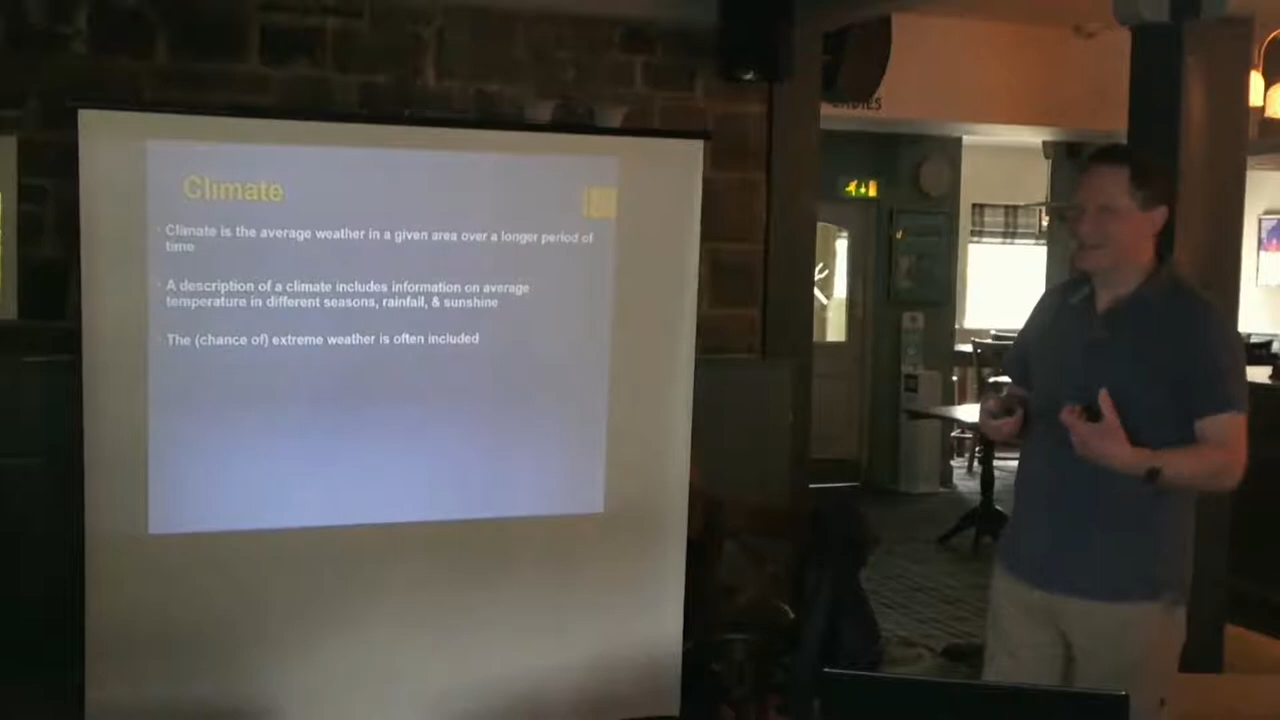 Climate
Climate is the average weather in a given area over a longer period of
time
A description of a climate includes information on average
temperature in different seasons, rainfall, & sunshine
The (chance of) extreme weather is often included
LADIES